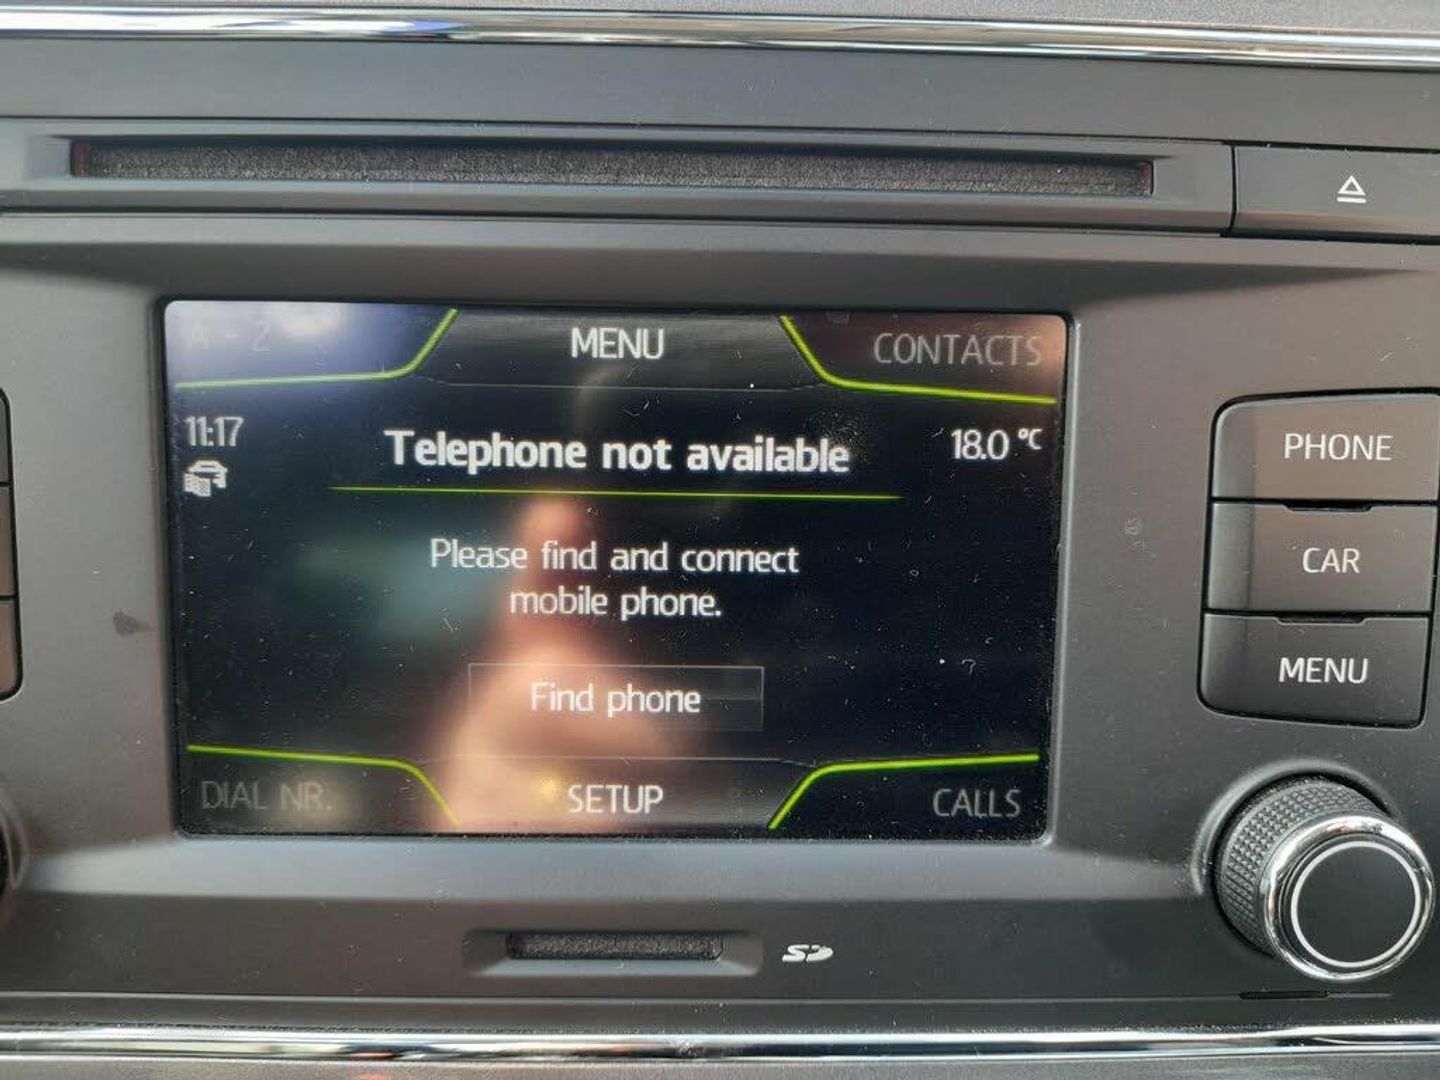 A - Z
MENU
CONTACTS
11:17
Telephone not available
18.0 °C
Please find and connect
mobile phone.
Find phone
DIAL NR.
SETUP
CALLS
PHONE
CAR
MENU
SD